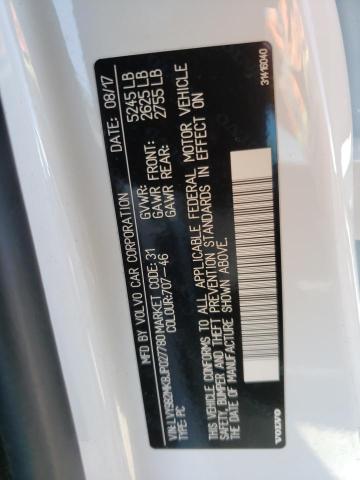 MFD BY VOLVO CAR CORPORATION DATE: 08/17
GVWR: 5245 LB
GAWR FRONT: 2625 LB
GAWR REAR: 2755 LB
VIN: LVY982MKBJP027780 MARKET CODE: 31
TYPE: PC COLOUR: 707-46
THIS VEHICLE CONFORMS TO ALL APPLICABLE FEDERAL MOTOR VEHICLE
SAFETY, BUMPER AND THEFT PREVENTION STANDARDS IN EFFECT ON
THE DATE OF MANUFACTURE SHOWN ABOVE.
VOLVO
31416040